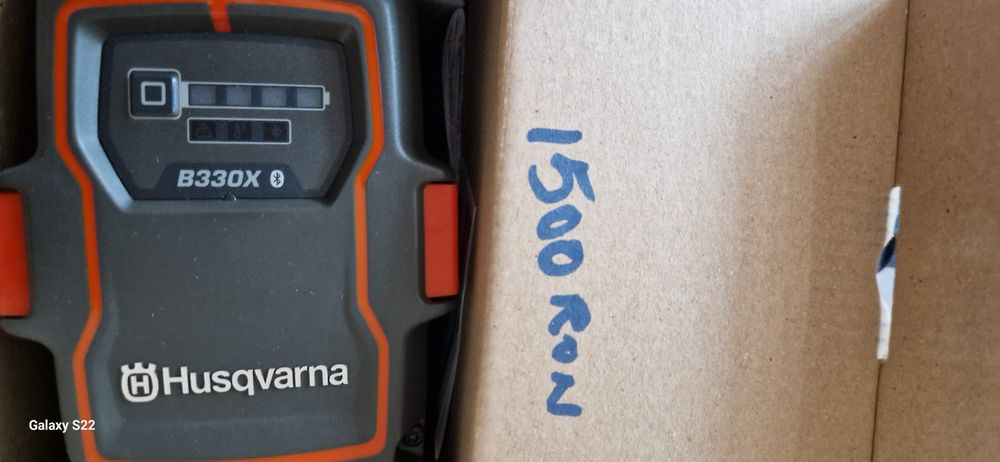 B330X
Husqvarna
1500 RON
Galaxy S22